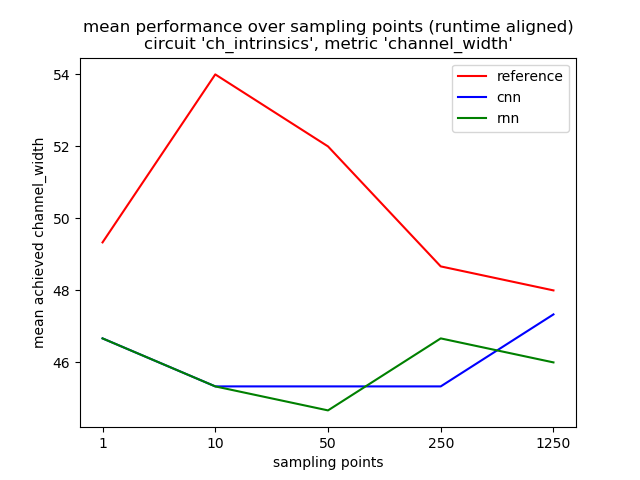 mean performance over sampling points (runtime aligned)
circuit 'ch_intrinsics', metric 'channel_width'
reference
cnn
rnn
54
52
50
48
46
mean achieved channel_width
1 10 50 250 1250
sampling points